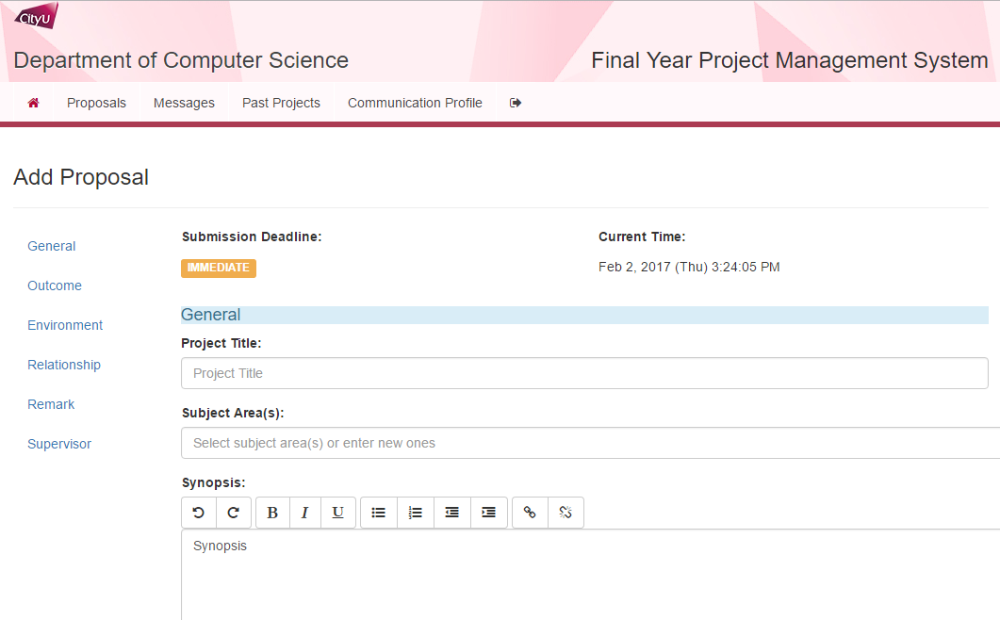 CityU
Department of Computer Science
Final Year Project Management System
Proposals
Messages
Past Projects
Communication Profile
Add Proposal
General
Outcome
Environment
Relationship
Remark
Supervisor
Submission Deadline:
IMMEDIATE
Current Time:
Feb 2, 2017 (Thu) 3:24:05 PM
General
Project Title:
Project Title
Subject Area(s):
Select subject area(s) or enter new ones
Synopsis:
B I U
Synopsis